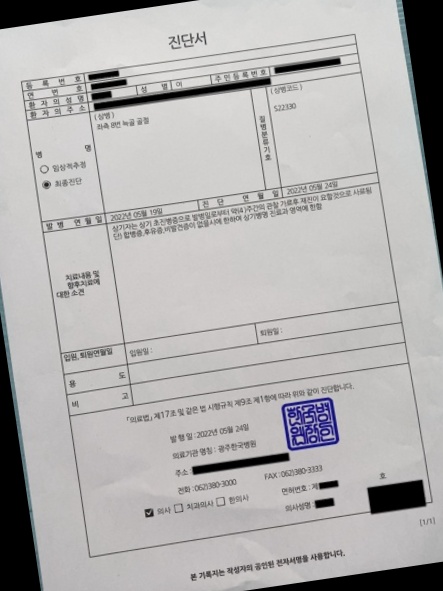 진단서
등 록 번 호
연 번 호
환 자 의 성 명
성 별 여
주민등록번호
환 자 의 주 소
병 명
○ 임상적추정
◉ 최종진단
(상병)
좌측 8번 늑골 골절
질병분류기호
(상병코드)
S22330
발 병 연 월 일
2022년 05월 19일
진 단 연 월 일
2022년 05월 24일
치료내용 및
향후치료에
대한 소견
상기자는 상기 초진병증으로 발병일로부터 약(4)주간의 관찰 가료후 재진이 요할것으로 사료됨
단) 합병증,후유증,비발견증이 없을시에 한하며 상기병명 진료과 영역에 한함
입원, 퇴원연월일
입원일 :
퇴원일 :
용 도
비 고
「의료법」 제17조 및 같은 법 시행규칙 제9조 제1항에 따라 위와 같이 진단합니다.
발 행 일 : 2022년 05월 24일
의료기관 명칭 : 광주한국병원
주소 :
전화 : 062)380-3000
FAX : 062)380-3333
☑ 의사 □ 치과의사 □ 한의사
면허번호 : 제
호
의사성명 :
[1/1]
본 기록지는 작성자의 공인된 전자서명을 사용합니다.